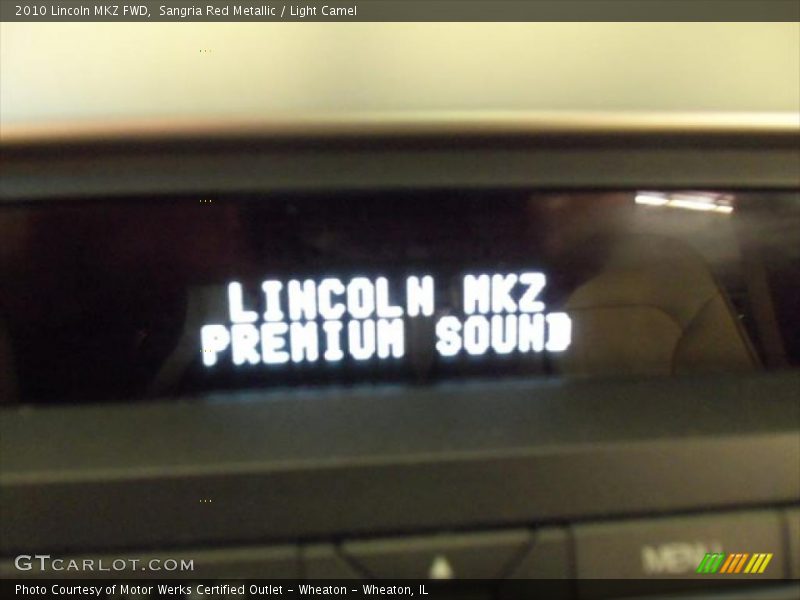 2010 Lincoln MKZ FWD,  Sangria Red Metallic / Light Camel
LINCOLN MKZ
PREMIUM SOUND
MENU
GTCARLOT.COM
Photo Courtesy of Motor Werks Certified Outlet - Wheaton - Wheaton, IL